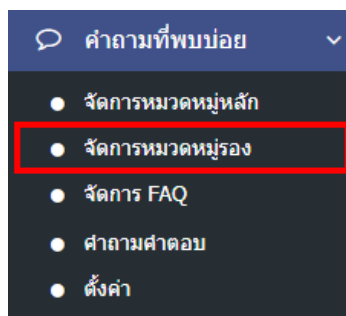 คำถามที่พบบ่อย
จัดการหมวดหมู่หลัก
จัดการหมวดหมู่รอง
จัดการ FAQ
คำถามคำตอบ
ตั้งค่า